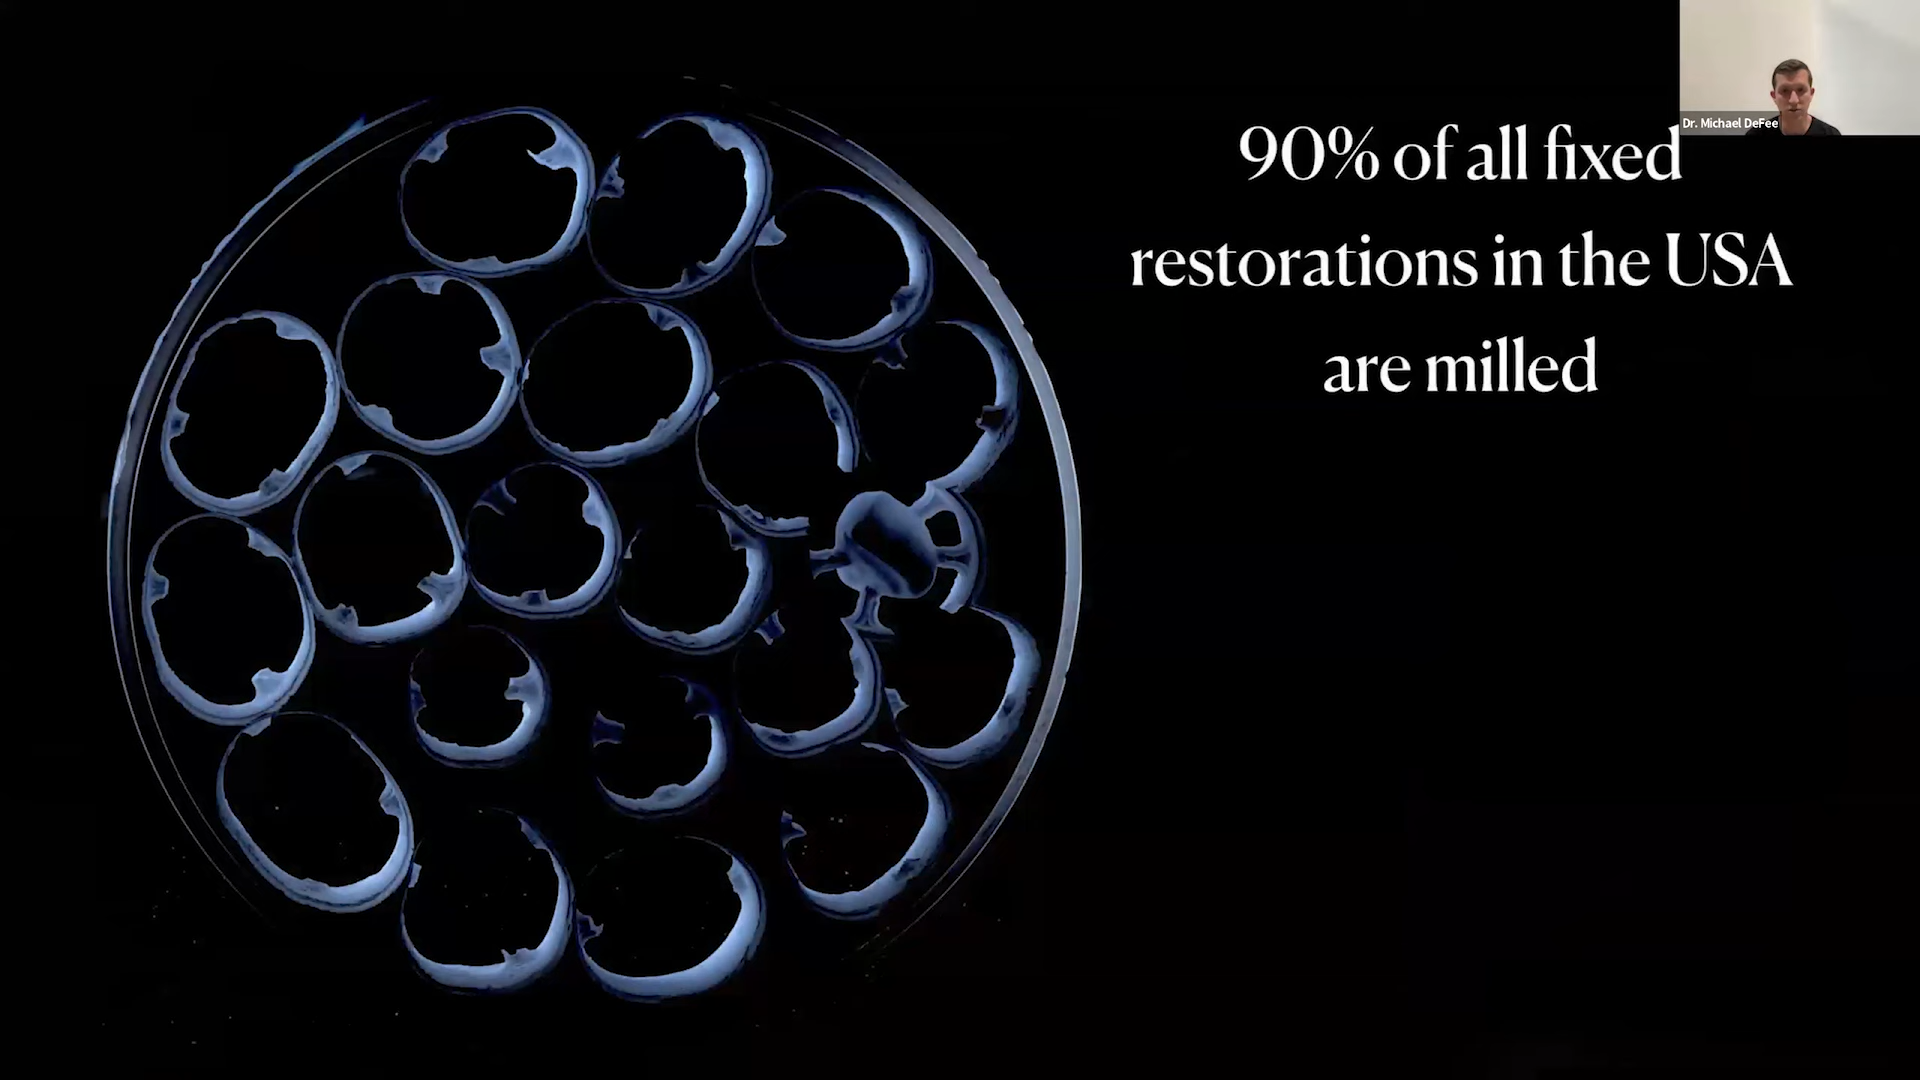 Dr. Michael DeFee
90% of all fixed
restorations in the USA
are milled